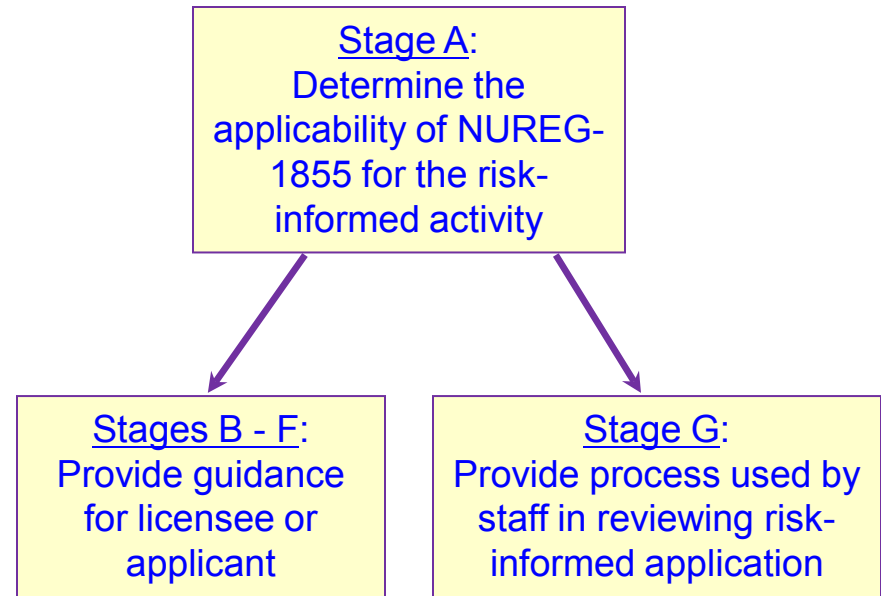 Stage A:
Determine the
applicability of NUREG-
1855 for the risk-
informed activity
Stages B - F:
Provide guidance
for licensee or
applicant
Stage G:
Provide process used by
staff in reviewing risk-
informed application